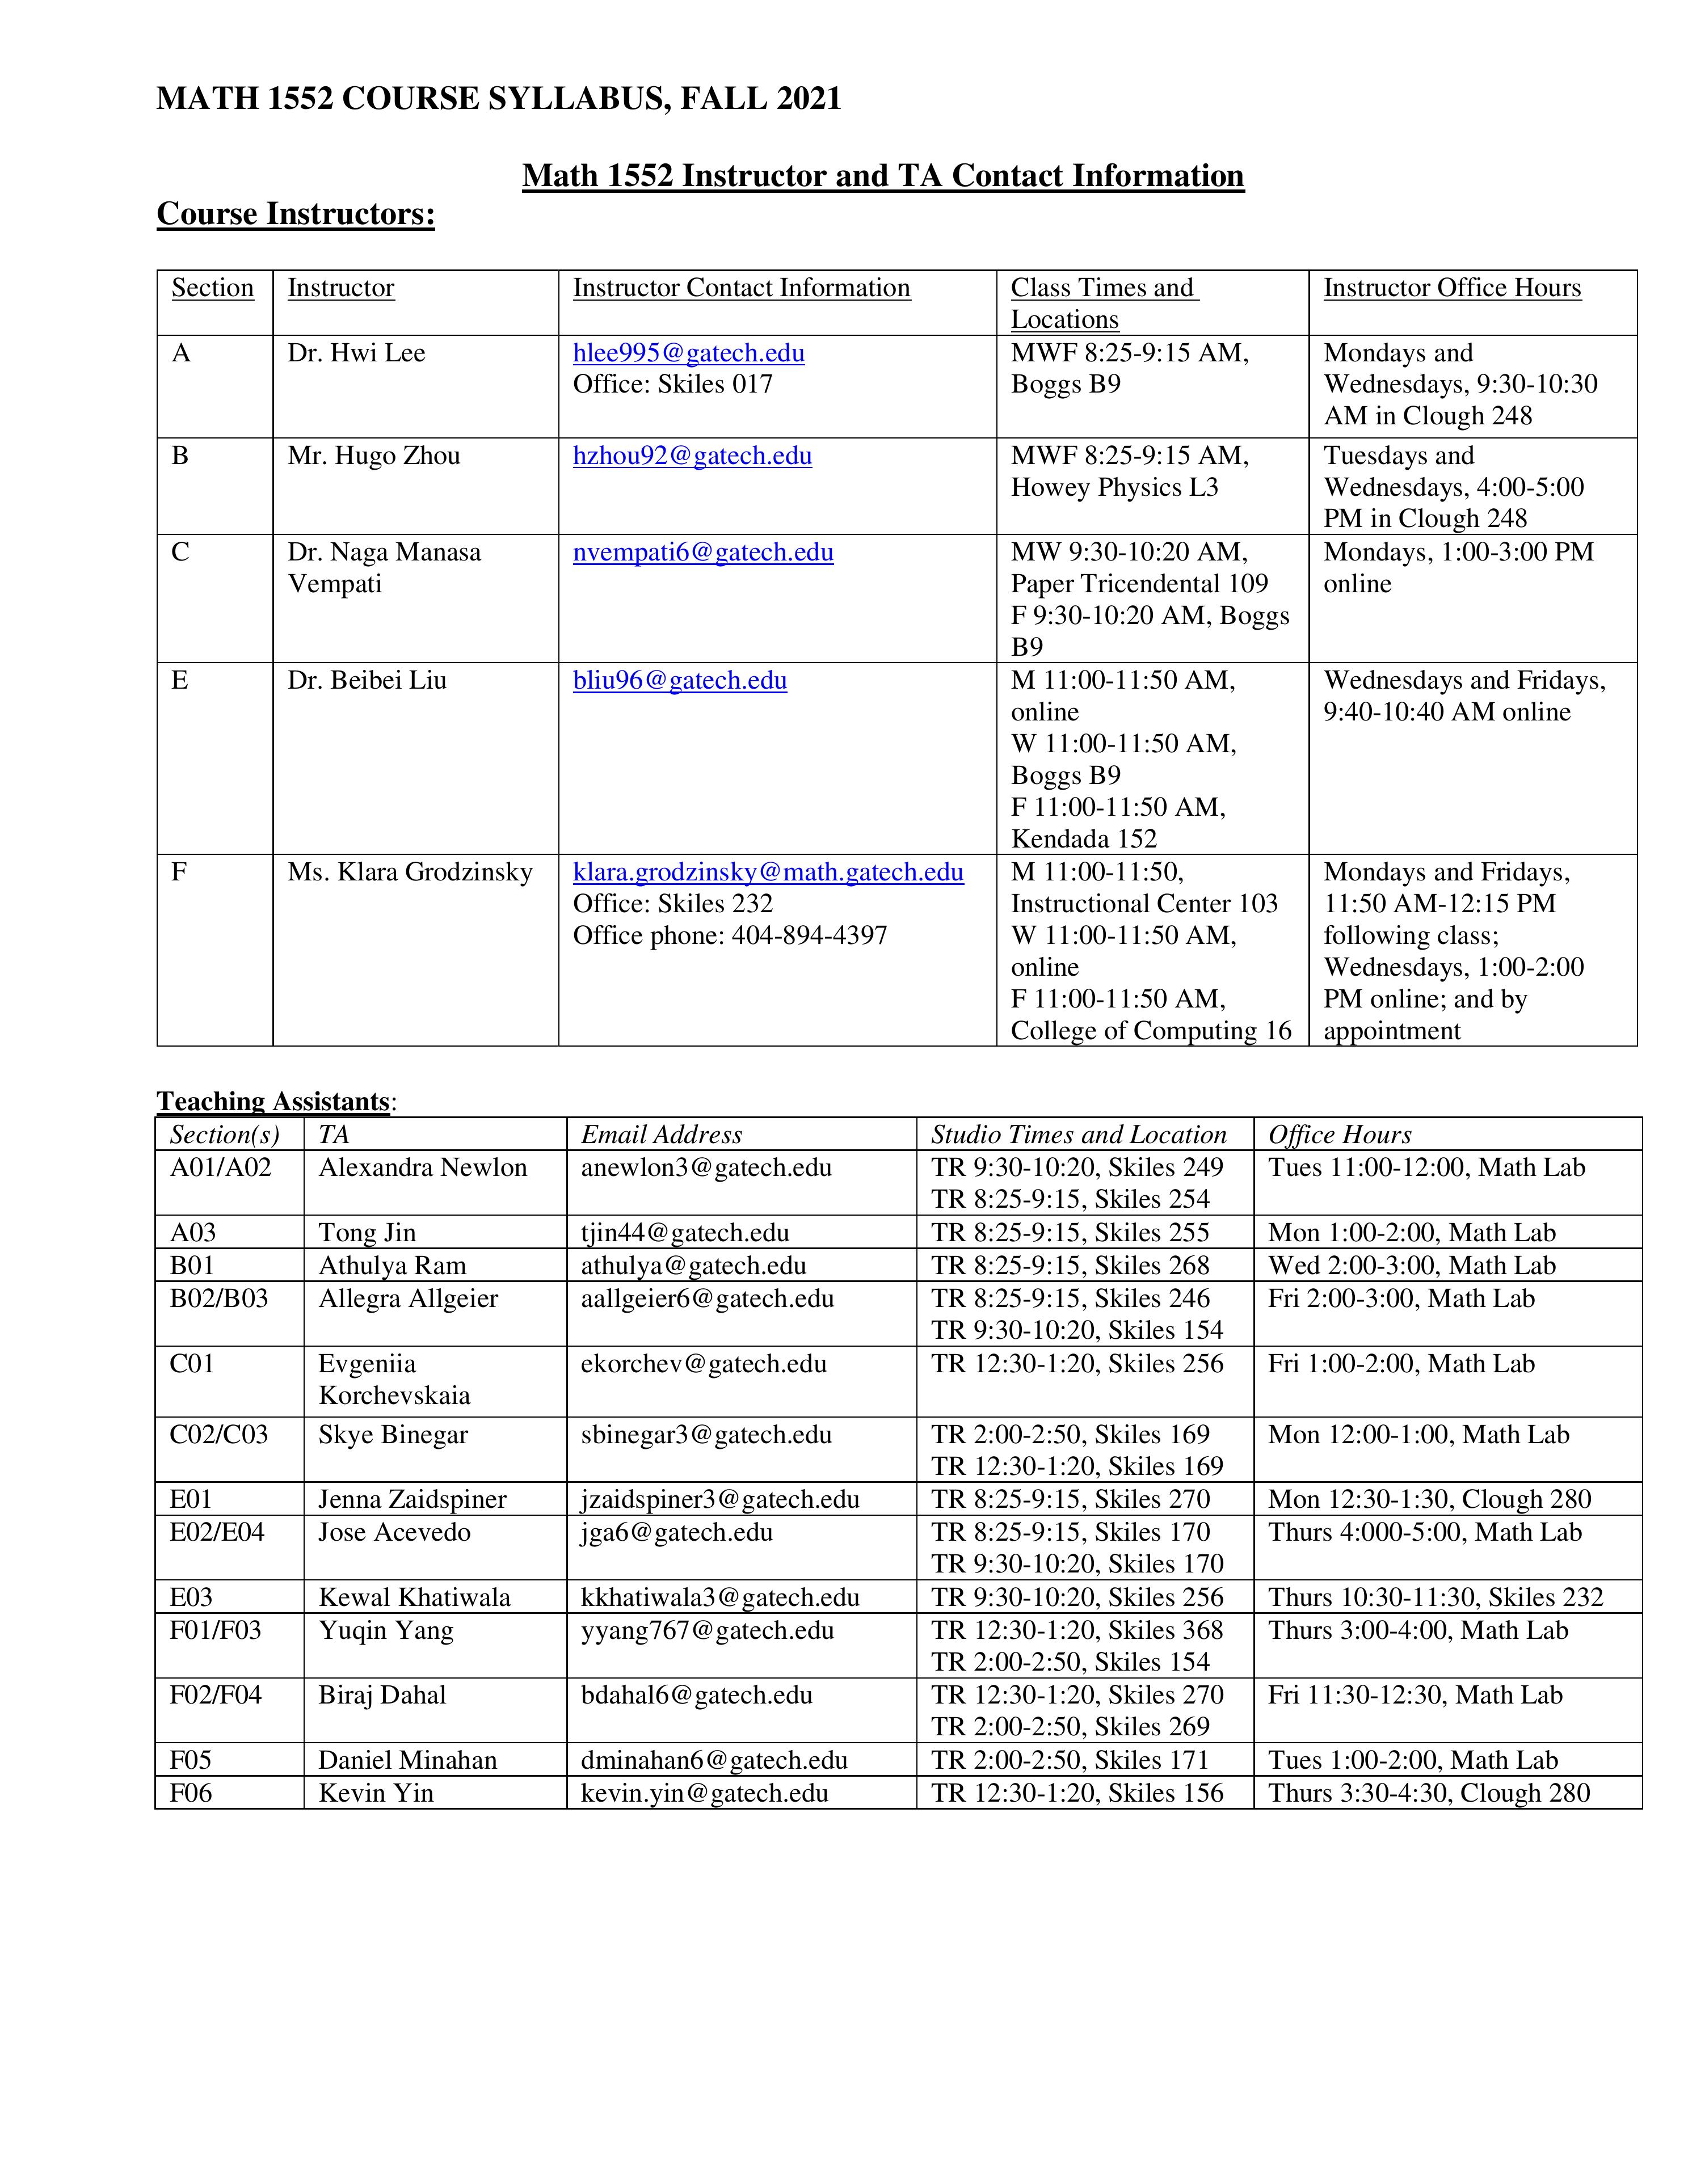 MATH 1552 COURSE SYLLABUS, FALL 2021
Math 1552 Instructor and TA Contact Information
Course Instructors:
Section Instructor Instructor Contact Information Class Times and Locations Instructor Office Hours
A Dr. Hwi Lee hlee995@gatech.edu MWF 8:25-9:15 AM, Mondays and
Office: Skiles 017 Boggs B9 Wednesdays, 9:30-10:30
AM in Clough 248
B Mr. Hugo Zhou hzhou92@gatech.edu MWF 8:25-9:15 AM, Tuesdays and
Howey Physics L3 Wednesdays, 4:00-5:00
PM in Clough 248
C Dr. Naga Manasa nvempati6@gatech.edu MW 9:30-10:20 AM, Mondays, 1:00-3:00 PM
Vempati Paper Tricendental 109 online
F 9:30-10:20 AM, Boggs
B9
E Dr. Beibei Liu bliu96@gatech.edu M 11:00-11:50 AM, Wednesdays and Fridays,
online 9:40-10:40 AM online
W 11:00-11:50 AM,
Boggs B9
F 11:00-11:50 AM,
Kendada 152
F Ms. Klara Grodzinsky klara.grodzinsky@math.gatech.edu M 11:00-11:50, Mondays and Fridays,
Office: Skiles 232 Instructional Center 103 11:50 AM-12:15 PM
Office phone: 404-894-4397 W 11:00-11:50 AM, following class;
online Wednesdays, 1:00-2:00
F 11:00-11:50 AM, PM online; and by
College of Computing 16 appointment
Teaching Assistants:
Section(s) TA Email Address Studio Times and Location Office Hours
A01/A02 Alexandra Newlon anewlon3@gatech.edu TR 9:30-10:20, Skiles 249 Tues 11:00-12:00, Math Lab
TR 8:25-9:15, Skiles 254
A03 Tong Jin tjin44@gatech.edu TR 8:25-9:15, Skiles 255 Mon 1:00-2:00, Math Lab
B01 Athulya Ram athulya@gatech.edu TR 8:25-9:15, Skiles 268 Wed 2:00-3:00, Math Lab
B02/B03 Allegra Allgeier aallgeier6@gatech.edu TR 8:25-9:15, Skiles 246 Fri 2:00-3:00, Math Lab
TR 9:30-10:20, Skiles 154
C01 Evgeniia ekorchev@gatech.edu TR 12:30-1:20, Skiles 256 Fri 1:00-2:00, Math Lab
Korchevskaia
C02/C03 Skye Binegar sbinegar3@gatech.edu TR 2:00-2:50, Skiles 169 Mon 12:00-1:00, Math Lab
TR 12:30-1:20, Skiles 169
E01 Jenna Zaidspiner jzaidspiner3@gatech.edu TR 8:25-9:15, Skiles 270 Mon 12:30-1:30, Clough 280
E02/E04 Jose Acevedo jga6@gatech.edu TR 8:25-9:15, Skiles 170 Thurs 4:000-5:00, Math Lab
TR 9:30-10:20, Skiles 170
E03 Kewal Khatiwala kkhatiwala3@gatech.edu TR 9:30-10:20, Skiles 256 Thurs 10:30-11:30, Skiles 232
F01/F03 Yuqin Yang yyang767@gatech.edu TR 12:30-1:20, Skiles 368 Thurs 3:00-4:00, Math Lab
TR 2:00-2:50, Skiles 154
F02/F04 Biraj Dahal bdahal6@gatech.edu TR 12:30-1:20, Skiles 270 Fri 11:30-12:30, Math Lab
TR 2:00-2:50, Skiles 269
F05 Daniel Minahan dminahan6@gatech.edu TR 2:00-2:50, Skiles 171 Tues 1:00-2:00, Math Lab
F06 Kevin Yin kevin.yin@gatech.edu TR 12:30-1:20, Skiles 156 Thurs 3:30-4:30, Clough 280